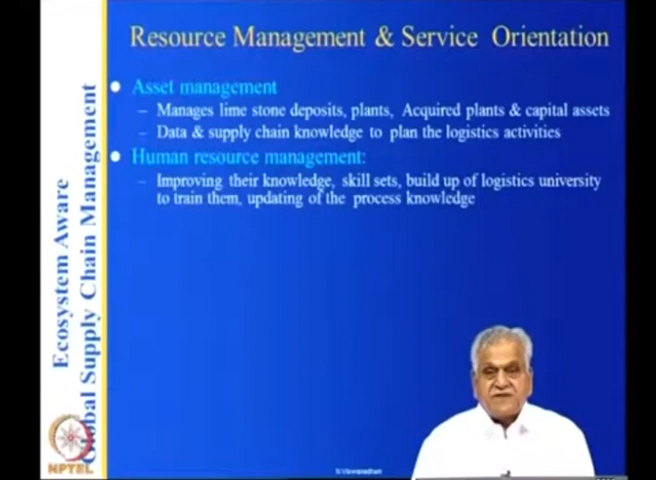 Resource Management & Service Orientation
Asset management
– Manages lime stone deposits, plants, Acquired plants & capital assets
– Data & supply chain knowledge to plan the logistics activities
Human resource management:
– Improving their knowledge, skill sets, build up of logistics university
to train them, updating of the process knowledge
Ecosystem Aware
Global Supply Chain Management
NPTEL
N.Viswanadham